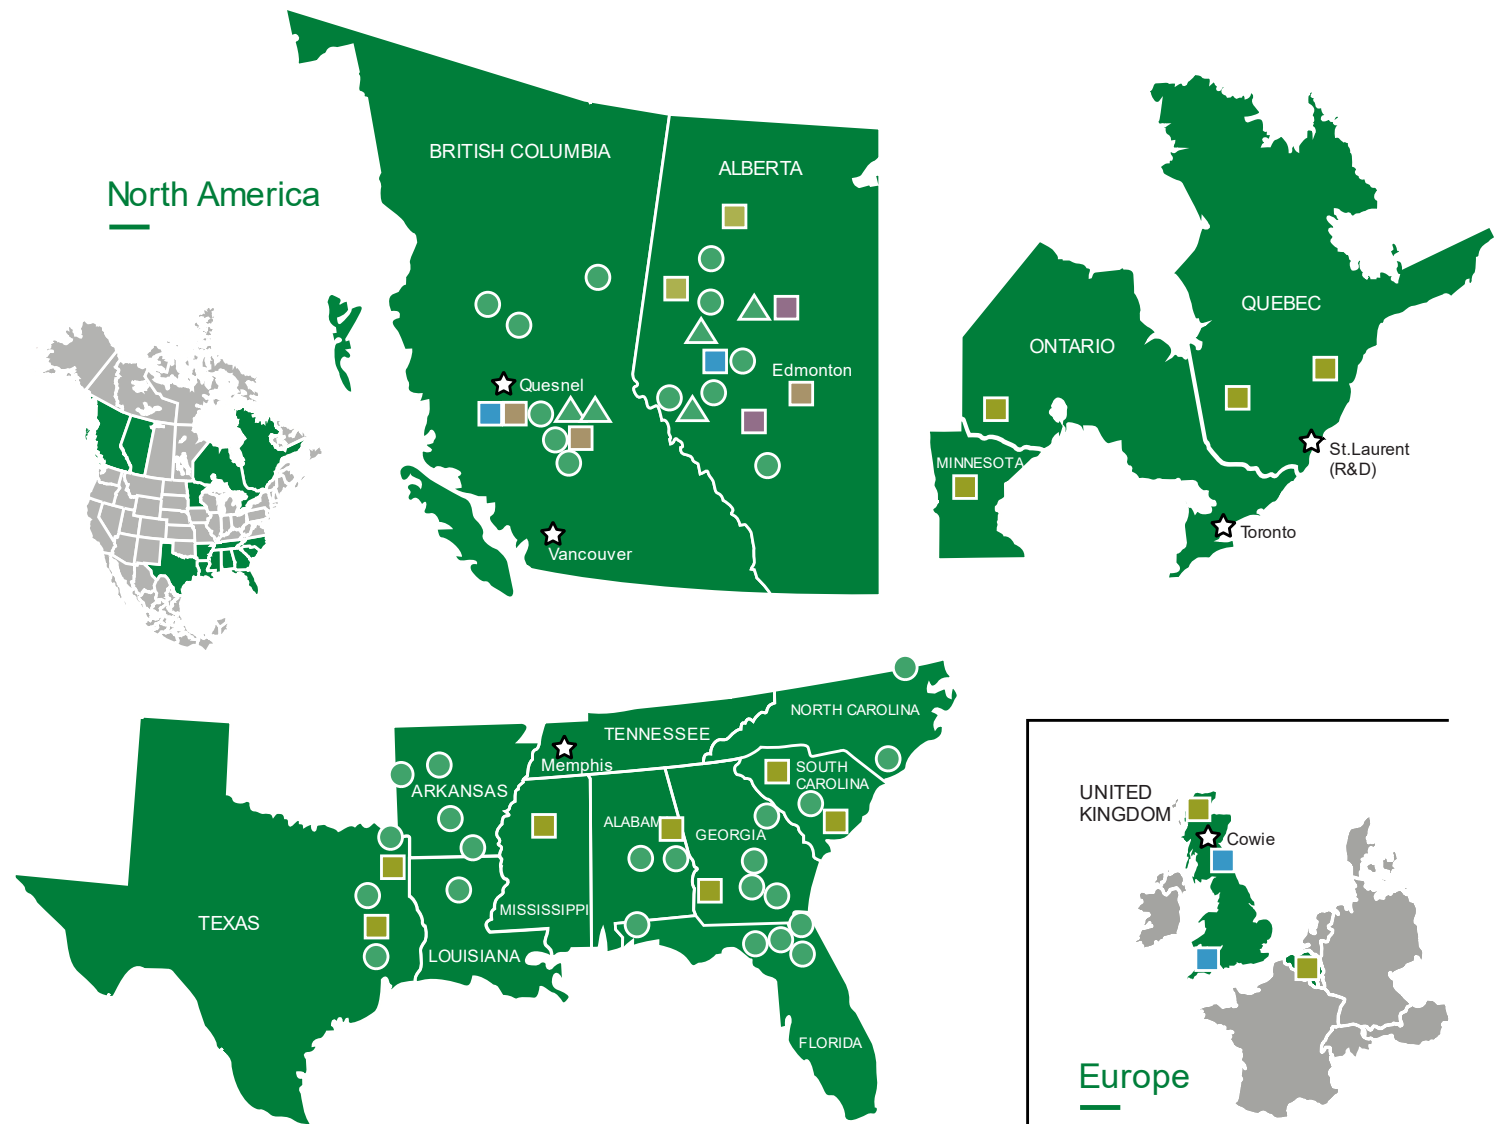 North America
BRITISH COLUMBIA
ALBERTA
Quesnel
Edmonton
Vancouver
ONTARIO
QUEBEC
MINNESOTA
St.Laurent
(R&D)
Toronto
TENNESSEE
Memphis
NORTH CAROLINA
SOUTH
CAROLINA
ARKANSAS
ALABAM
GEORGIA
MISSISSIPPI
TEXAS
LOUISIANA
FLORIDA
UNITED
KINGDOM
Cowie
Europe